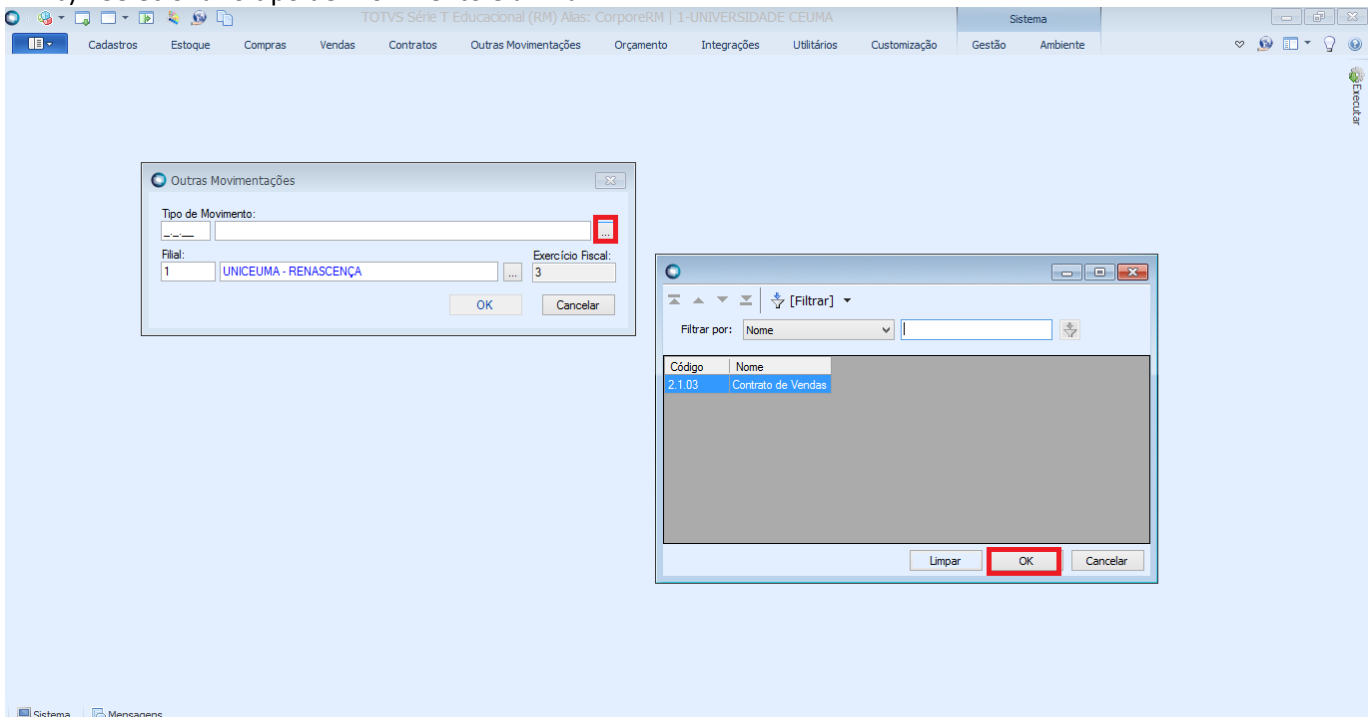 TOTVS Série T Educacional (RM) Alias: CorporeRM | 1-UNIVERSIDADE CEUMA
Sistema
Cadastros Estoque Compras Vendas Contratos Outras Movimentações Orçamento Integrações Utilitários Customização Gestão Ambiente
Executar
Outras Movimentações
Tipo de Movimento:
_._.__
...
Filial:
Exercício Fiscal:
1 UNICEUMA - RENASCENÇA ... 3
OK Cancelar
[Filtrar]
Filtrar por: Nome
Código Nome
2.1.03 Contrato de Vendas
Limpar OK Cancelar
Sistema Mensagens